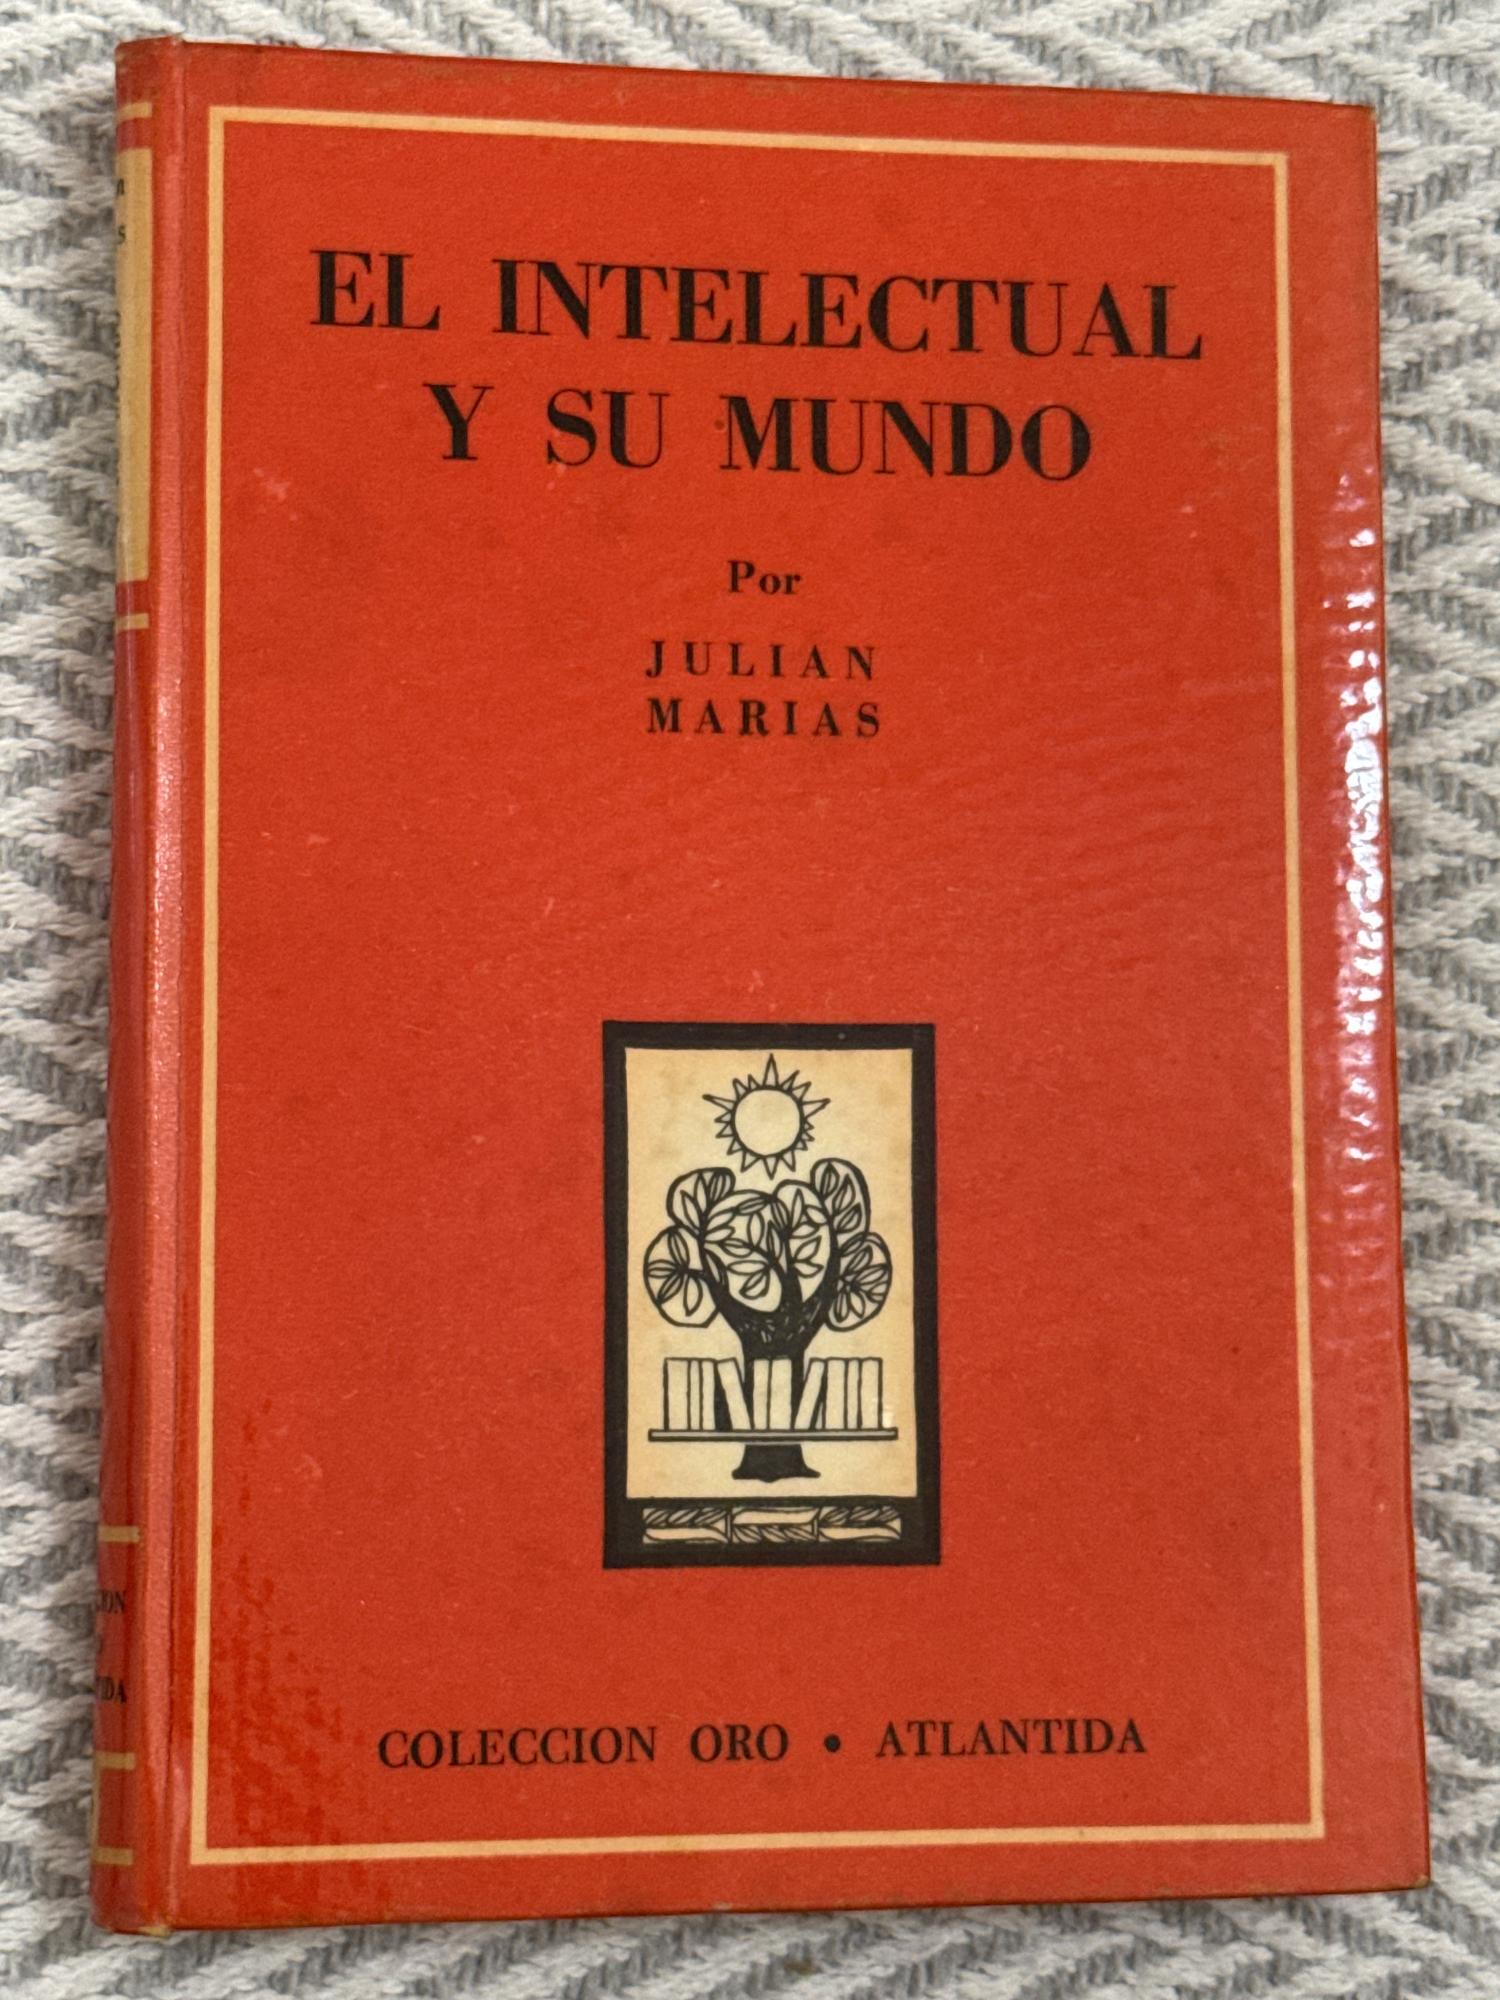 EL INTELECTUAL
Y SU MUNDO
Por
JULIAN
MARIAS
COLECCION ORO • ATLANTIDA